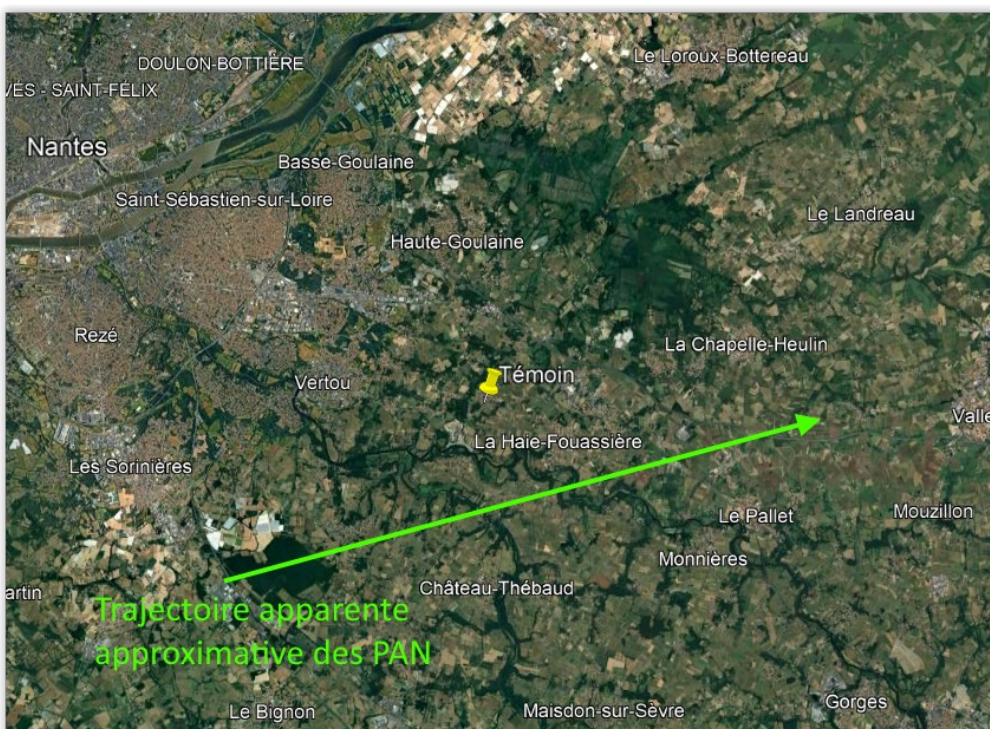 Le Loroux-Bottereau
DOULON-BOTTIÈRE
VES - SAINT-FÉLIX
Nantes
Basse-Goulaine
Saint-Sébastien-sur-Loire
Le Landreau
Haute-Goulaine
Rezé
La Chapelle-Heulin
Témoin
Vertou
Valle
La Haie-Fouassière
Les Sorinières
Mouzillon
Le Pallet
Monnières
Château-Thébaud
artin
Trajectoire apparente
approximative des PAN
Gorges
Le Bignon
Maisdon-sur-Sèvre